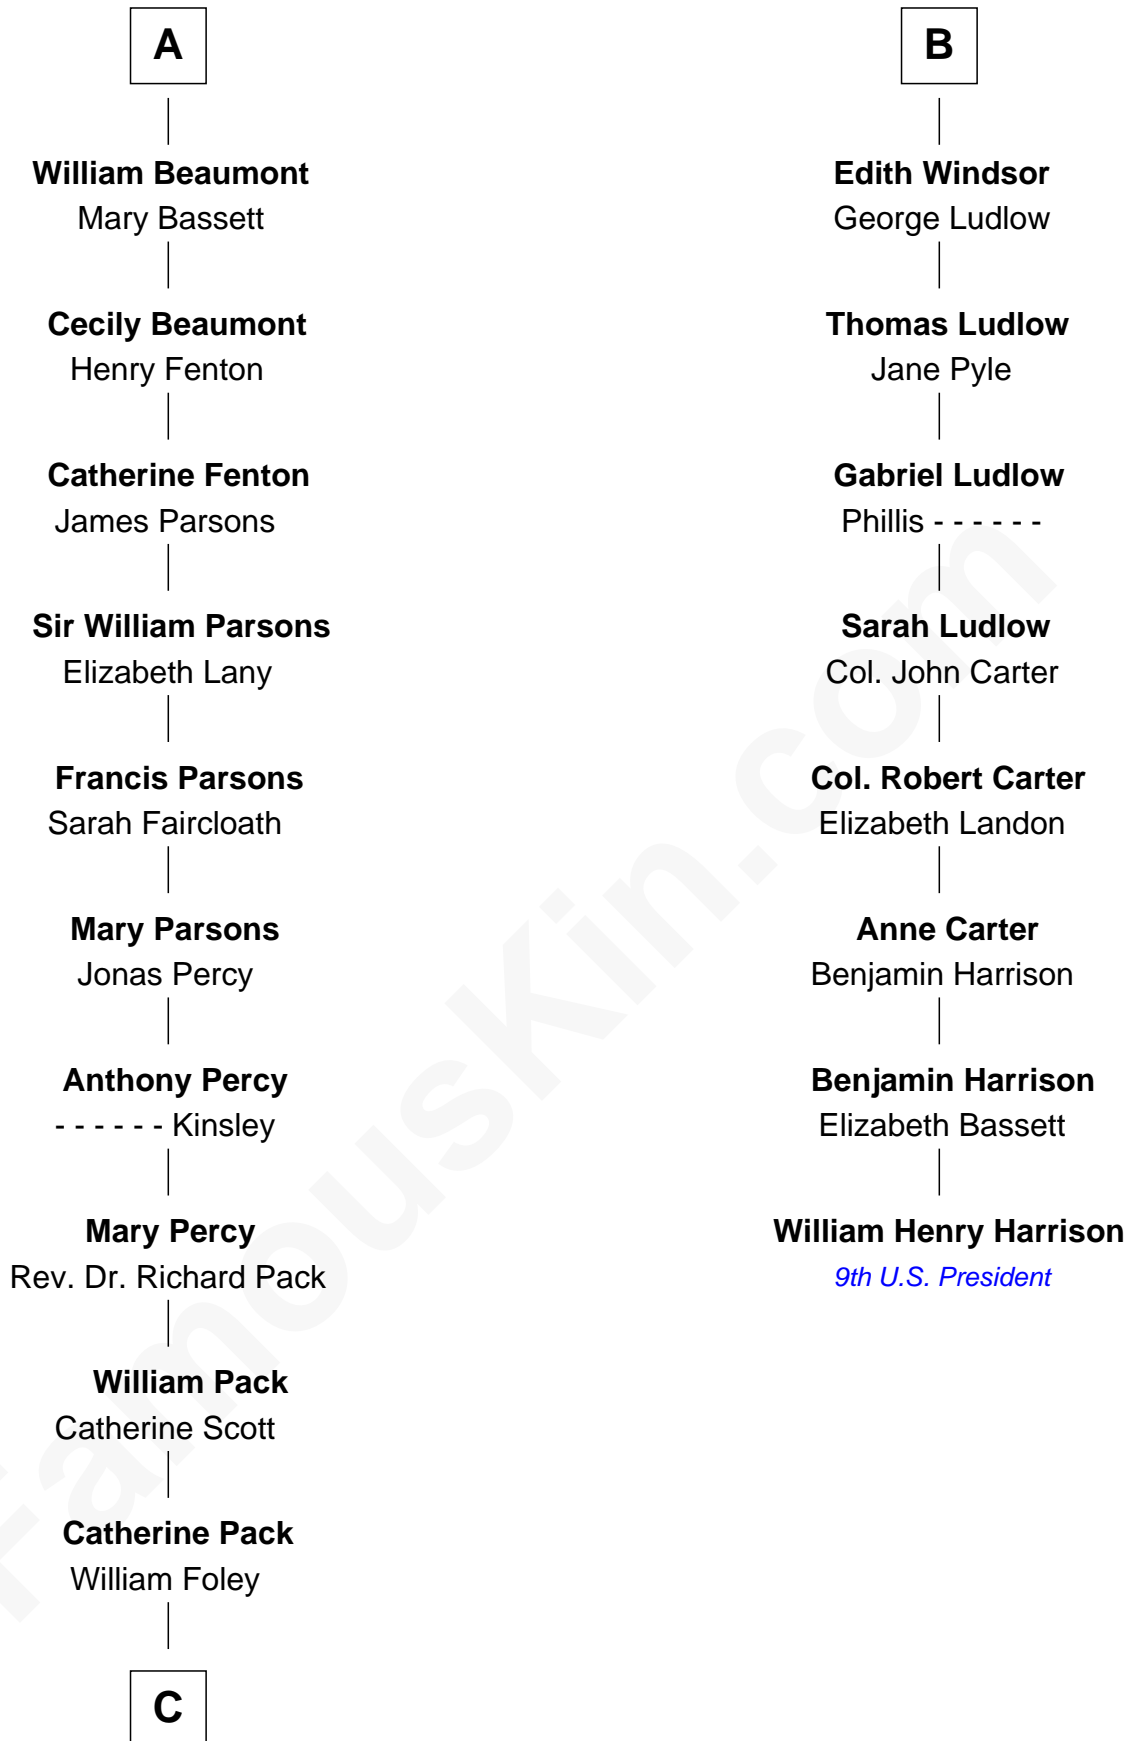 A
William Beaumont
Mary Bassett
Cecily Beaumont
Henry Fenton
Catherine Fenton
James Parsons
Sir William Parsons
Elizabeth Lany
Francis Parsons
Sarah Faircloath
Mary Parsons
Jonas Percy
Anthony Percy
- - - - - - Kinsley
Mary Percy
Rev. Dr. Richard Pack
William Pack
Catherine Scott
Catherine Pack
William Foley
C
B
Edith Windsor
George Ludlow
Thomas Ludlow
Jane Pyle
Gabriel Ludlow
Phillis - - - - - -
Sarah Ludlow
Col. John Carter
Col. Robert Carter
Elizabeth Landon
Anne Carter
Benjamin Harrison
Benjamin Harrison
Elizabeth Bassett
William Henry Harrison
9th U.S. President
FamousKin.com